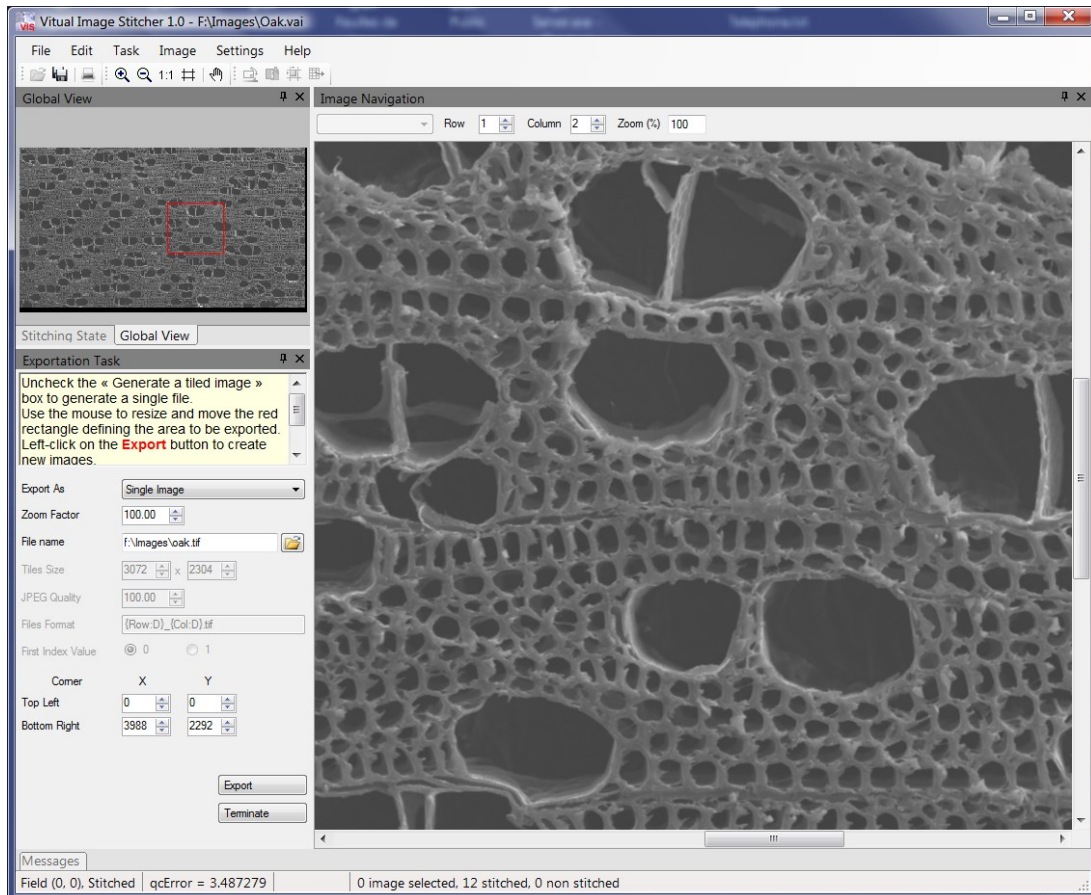 VIS
Vitual Image Stitcher 1.0 - F:\Images\Oak.vai
File Edit Task Image Settings Help
1:1
Global View
Stitching State Global View
Exportation Task
Uncheck the « Generate a tiled image »
box to generate a single file.
Use the mouse to resize and move the red
rectangle defining the area to be exported.
Left-click on the Export button to create
new images.
Export As Single Image
Zoom Factor 100.00
File name f:\Images\oak.tif
Tiles Size 3072 x 2304
JPEG Quality 100.00
Files Format {Row:D}_{Col:D}.tif
First Index Value 0 1
Corner X Y
Top Left 0 0
Bottom Right 3988 2292
Export
Terminate
Image Navigation
Row 1 Column 2 Zoom (%) 100
Messages
Field (0, 0), Stitched qcError = 3.487279 0 image selected, 12 stitched, 0 non stitched